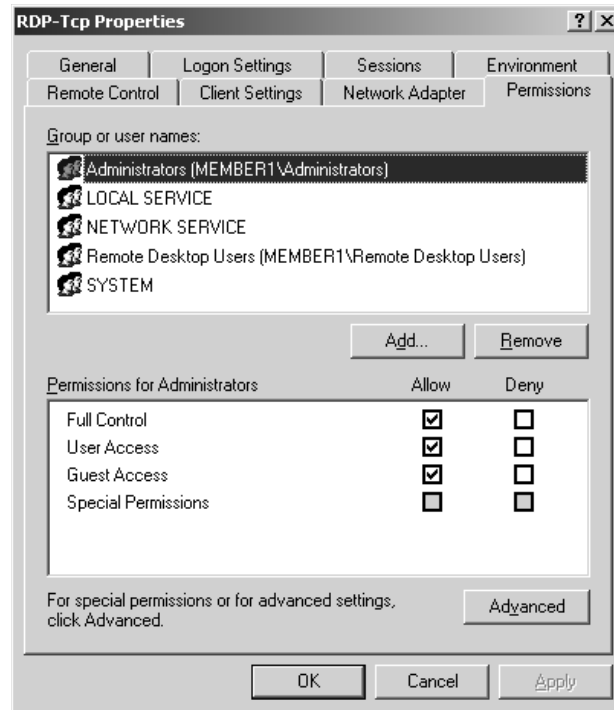 RDP-Tcp Properties
General Logon Settings Sessions Environment
Remote Control Client Settings Network Adapter Permissions
Group or user names:
Administrators (MEMBER1\Administrators)
LOCAL SERVICE
NETWORK SERVICE
Remote Desktop Users (MEMBER1\Remote Desktop Users)
SYSTEM
Add... Remove
Permissions for Administrators Allow Deny
Full Control
User Access
Guest Access
Special Permissions
For special permissions or for advanced settings,
click Advanced.
Advanced
OK Cancel Apply